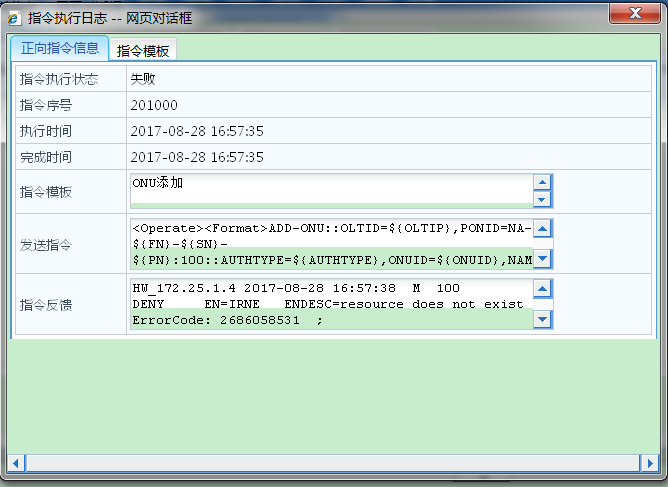 指令执行日志 -- 网页对话框
正向指令信息 指令模板
指令执行状态 失败
指令序号 201000
执行时间 2017-08-28 16:57:35
完成时间 2017-08-28 16:57:35
指令模板 ONU添加
发送指令
<Operate><Format>ADD-ONU::OLTID=${OLTIP},PONID=NA-
${FN}-${SN}-
${PN}:100::AUTHTYPE=${AUTHTYPE},ONUID=${ONUID},NAM
指令反馈
HW_172.25.1.4 2017-08-28 16:57:38 M 100
DENY EN=IRNE ENDESC=resource does not exist
ErrorCode: 2686058531 ;